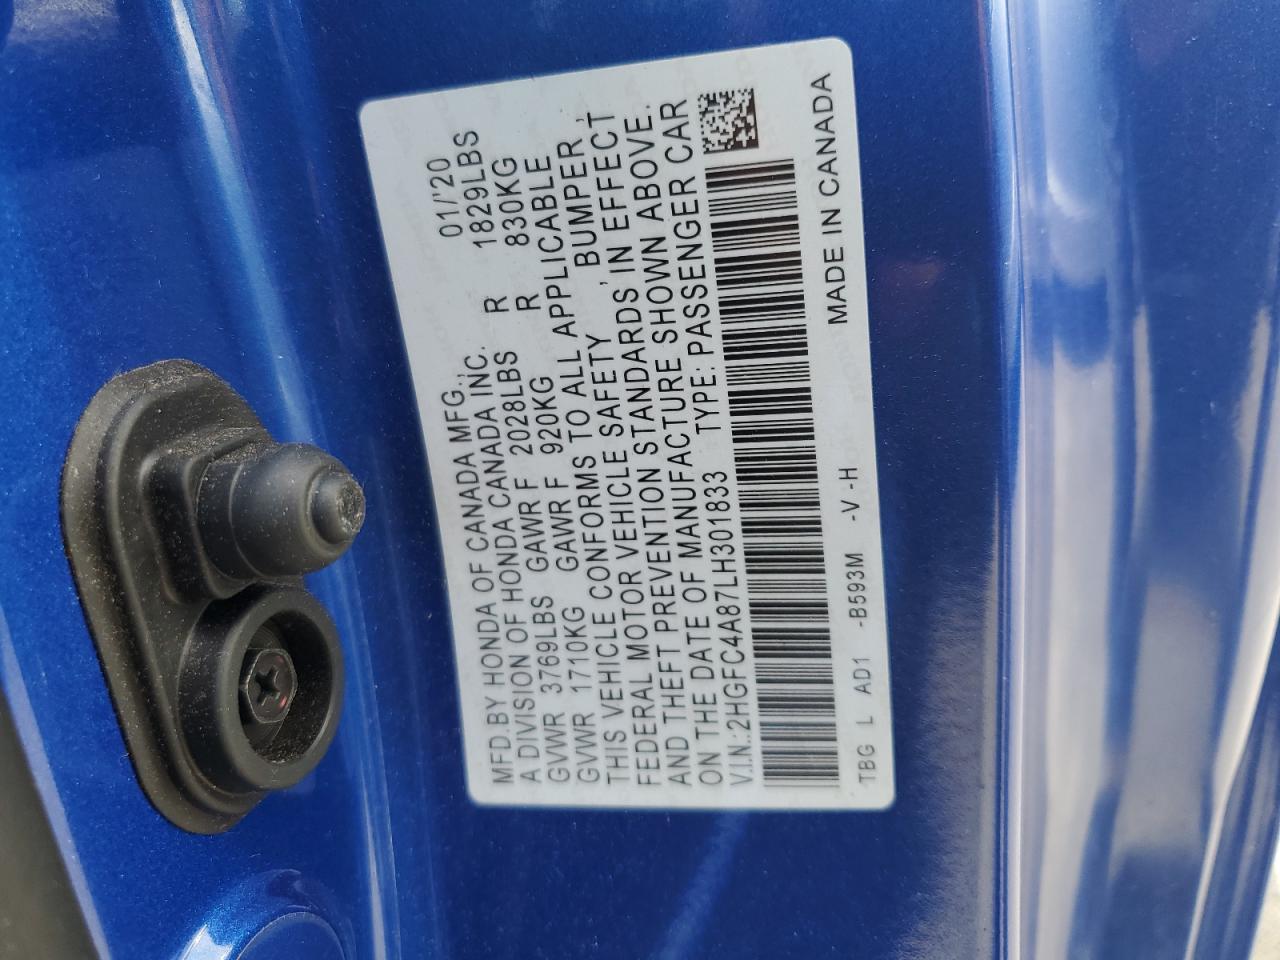 MFD.BY HONDA OF CANADA MFG., 01/'20
A DIVISION OF HONDA CANADA INC.
GVWR 3769LBS GAWR F 2028LBS R 1829LBS
GVWR 1710KG GAWR F 920KG R 830KG
THIS VEHICLE CONFORMS TO ALL APPLICABLE
FEDERAL MOTOR VEHICLE SAFETY, BUMPER,
AND THEFT PREVENTION STANDARDS, IN EFFECT
ON THE DATE OF MANUFACTURE SHOWN ABOVE.
V.I.N.:2HGFC4A87LH301833 TYPE: PASSENGER CAR
TBG L AD1 -B593M -V -H
MADE IN CANADA